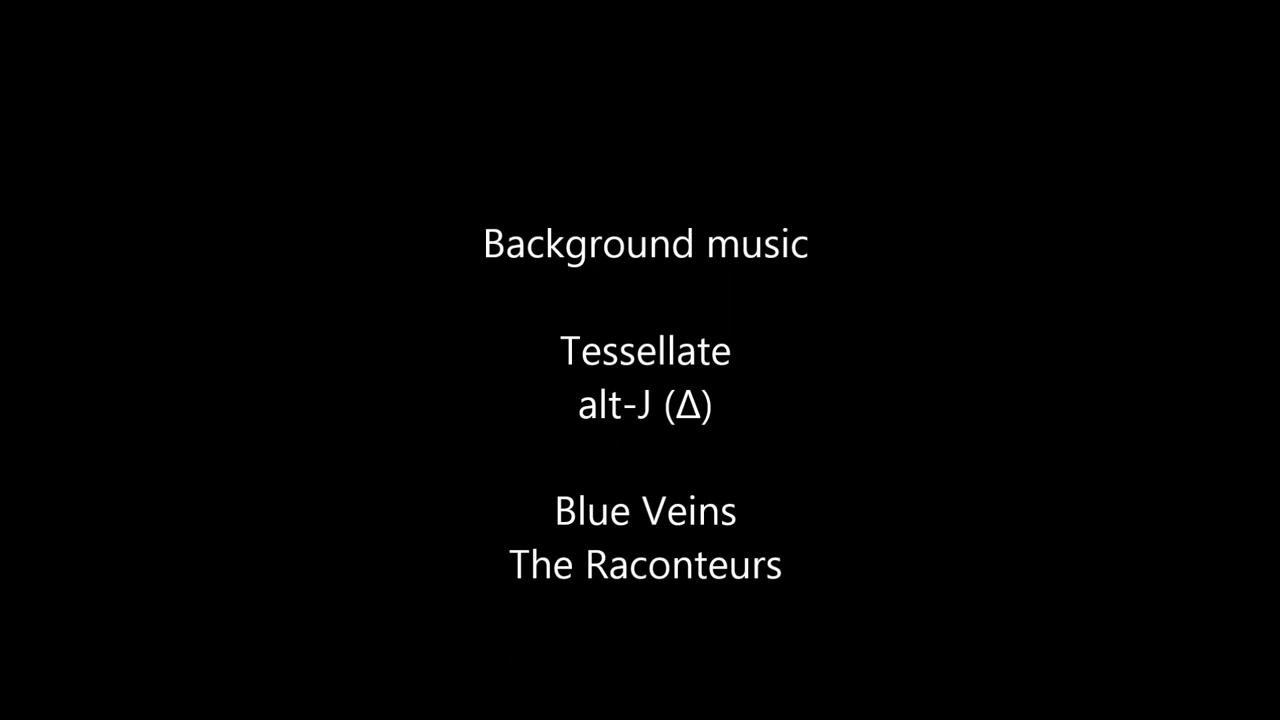 Background music
Tessellate
alt-J (Δ)
Blue Veins
The Raconteurs